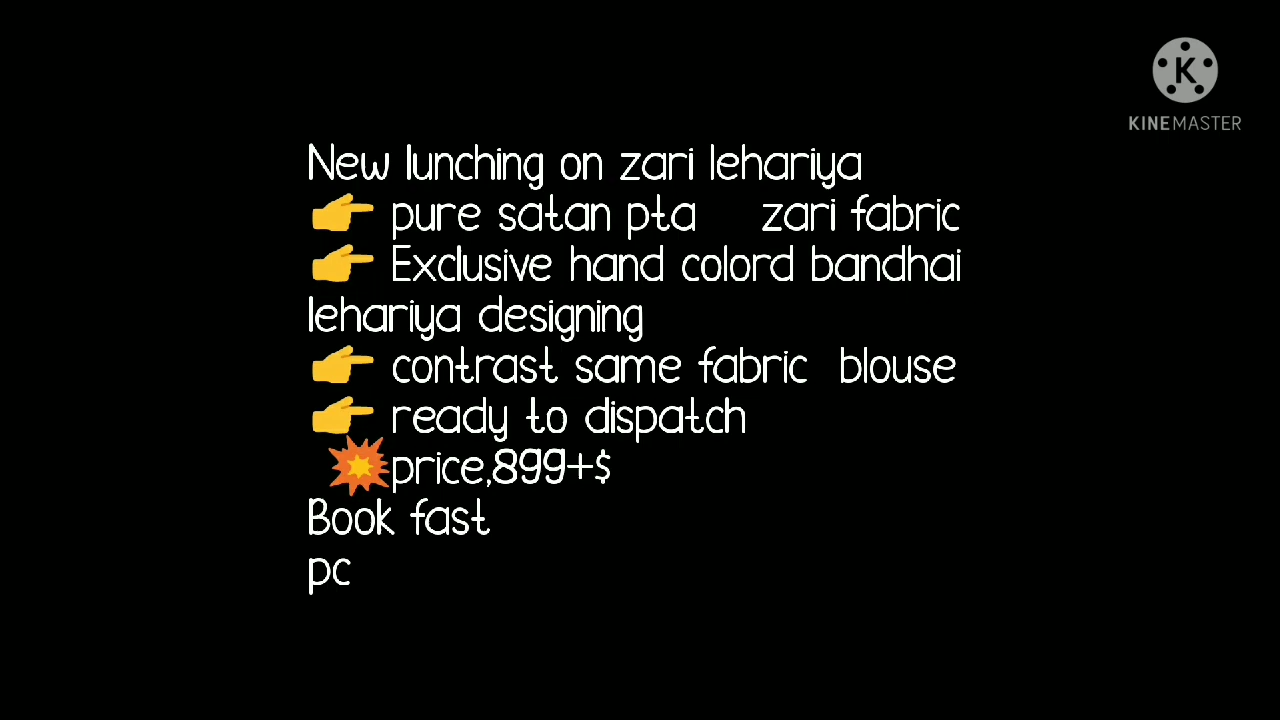 New lunching on zari lehariya
👉 pure satan pta zari fabric
👉 Exclusive hand colord bandhai
lehariya designing
👉 contrast same fabric blouse
👉 ready to dispatch
💥price,899+$
Book fast
pc
KINEMASTER